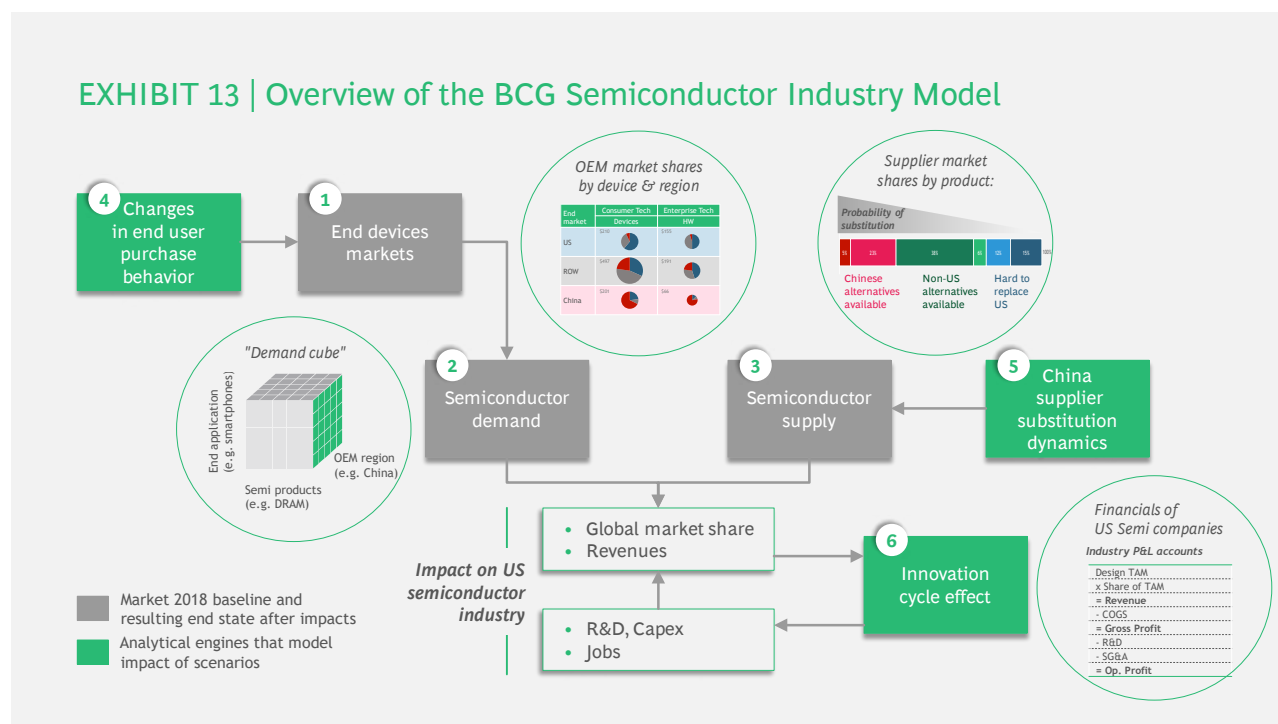 EXHIBIT 13 | Overview of the BCG Semiconductor Industry Model
4
Changes
in end user
purchase
behavior
1
End devices
markets
OEM market shares
by device & region
End
market
Consumer Tech
Enterprise Tech
Devices
HW
US
ROW
China
Supplier market
shares by product:
Probability of
substitution
Chinese
alternatives
available
Non-US
alternatives
available
Hard to
replace
US
"Demand cube"
End application
(e.g. smartphones)
OEM region
(e.g. China)
Semi products
(e.g. DRAM)
2
Semiconductor
demand
3
Semiconductor
supply
5
China
supplier
substitution
dynamics
Impact on US
semiconductor
industry
• Global market share
• Revenues
• R&D, Capex
• Jobs
6
Innovation
cycle effect
Financials of
US Semi companies
Industry P&L accounts
Design TAM
x Share of TAM
= Revenue
- COGS
= Gross Profit
- R&D
- SG&A
= Op. Profit
Market 2018 baseline and
resulting end state after impacts
Analytical engines that model
impact of scenarios